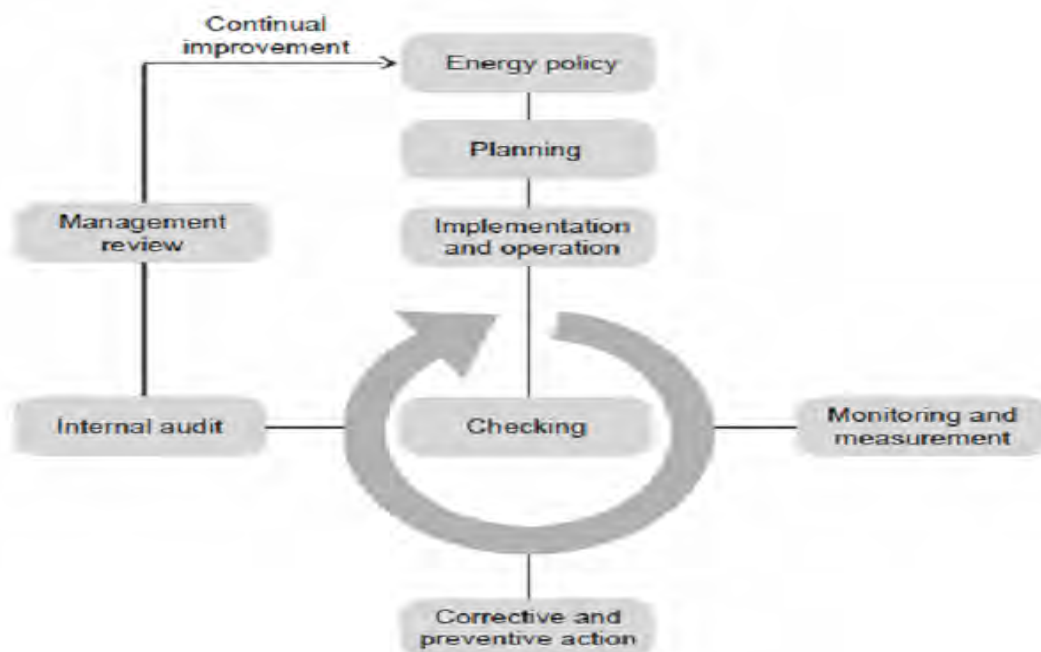 Continual
improvement
Energy policy
Planning
Management
review
Implementation
and operation
Internal audit
Checking
Monitoring and
measurement
Corrective and
preventive action